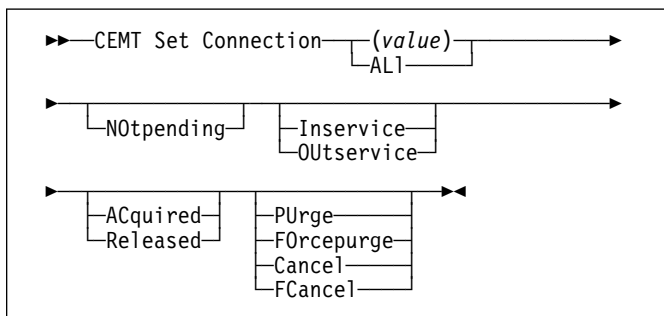 CEMT Set Connection (value)
ALl
NOtpending Inservice
OUtservice
ACquired PUrge
Released FOrcepurge
Cancel
FCancel